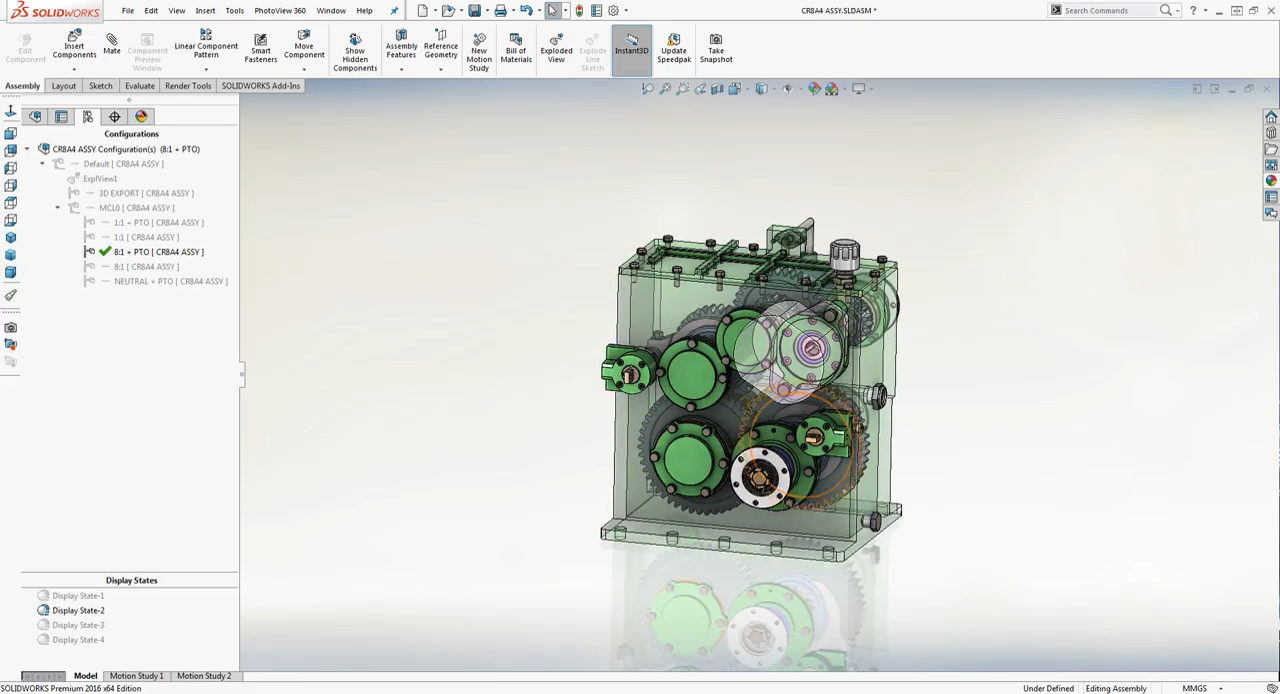 SOLIDWORKS File Edit View Insert Tools PhotoView 360 Window Help CR8A4 ASSY.SLDASM * Search Commands
Edit Component
Insert Components
Mate
Component Preview Window
Linear Component Pattern
Smart Fasteners
Move Component
Show Hidden Components
Assembly Features
Reference Geometry
New Motion Study
Bill of Materials
Exploded View
Explode Line Sketch
Instant3D
Update Speedpak
Take Snapshot
Assembly Layout Sketch Evaluate Render Tools SOLIDWORKS Add-Ins
Configurations
CR8A4 ASSY Configuration(s) (8:1 + PTO)
Default [ CR8A4 ASSY ]
ExplView1
3D EXPORT [ CR8A4 ASSY ]
MCL0 [ CR8A4 ASSY ]
1:1 + PTO [ CR8A4 ASSY ]
1:1 [ CR8A4 ASSY ]
8:1 + PTO [ CR8A4 ASSY ]
8:1 [ CR8A4 ASSY ]
NEUTRAL + PTO [ CR8A4 ASSY ]
Display States
Display State-1
Display State-2
Display State-3
Display State-4
Model Motion Study 1 Motion Study 2
SOLIDWORKS Premium 2016 x64 Edition Under Defined Editing Assembly MMGS